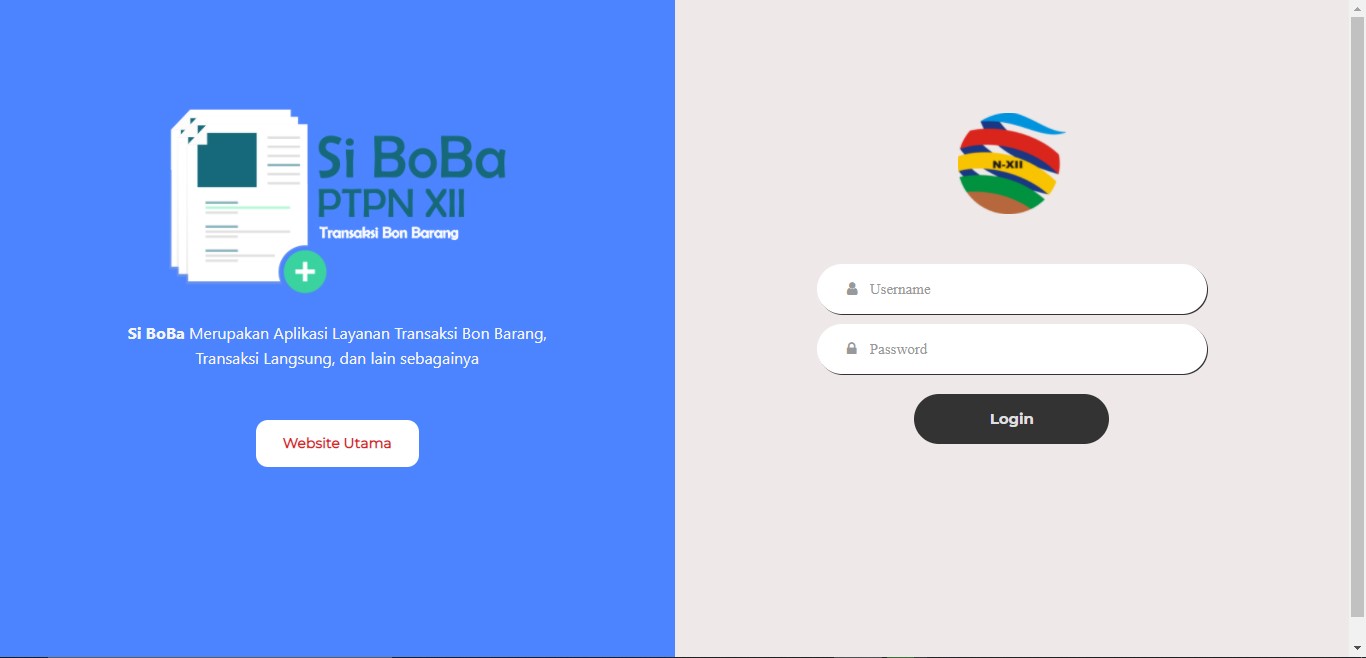 Si BoBa
PTPN XII
Transaksi Bon Barang
Si BoBa Merupakan Aplikasi Layanan Transaksi Bon Barang,
Transaksi Langsung, dan lain sebagainya
Website Utama
N-XII
Username
Password
Login